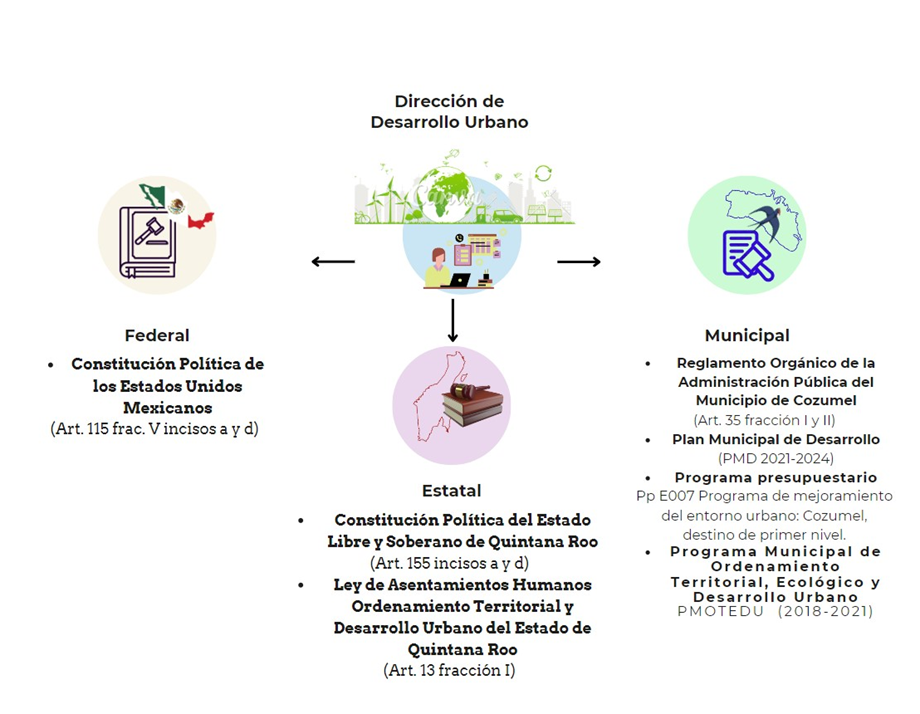 Dirección de
Desarrollo Urbano
Federal
• Constitución Política de
los Estados Unidos
Mexicanos
(Art. 115 frac. V incisos a y d)
Estatal
• Constitución Política del Estado
Libre y Soberano de Quintana Roo
(Art. 155 incisos a y d)
• Ley de Asentamientos Humanos
Ordenamiento Territorial y
Desarrollo Urbano del Estado de
Quintana Roo
(Art. 13 fracción I)
Municipal
• Reglamento Orgánico de la
Administración Pública del
Municipio de Cozumel
(Art. 35 fracción I y II)
• Plan Municipal de Desarrollo
(PMD 2021-2024)
• Programa presupuestario
Pp E007 Programa de mejoramiento
del entorno urbano: Cozumel,
destino de primer nivel.
• Programa Municipal de
Ordenamiento
Territorial, Ecológico y
Desarrollo Urbano
PMOTEDU (2018-2021)